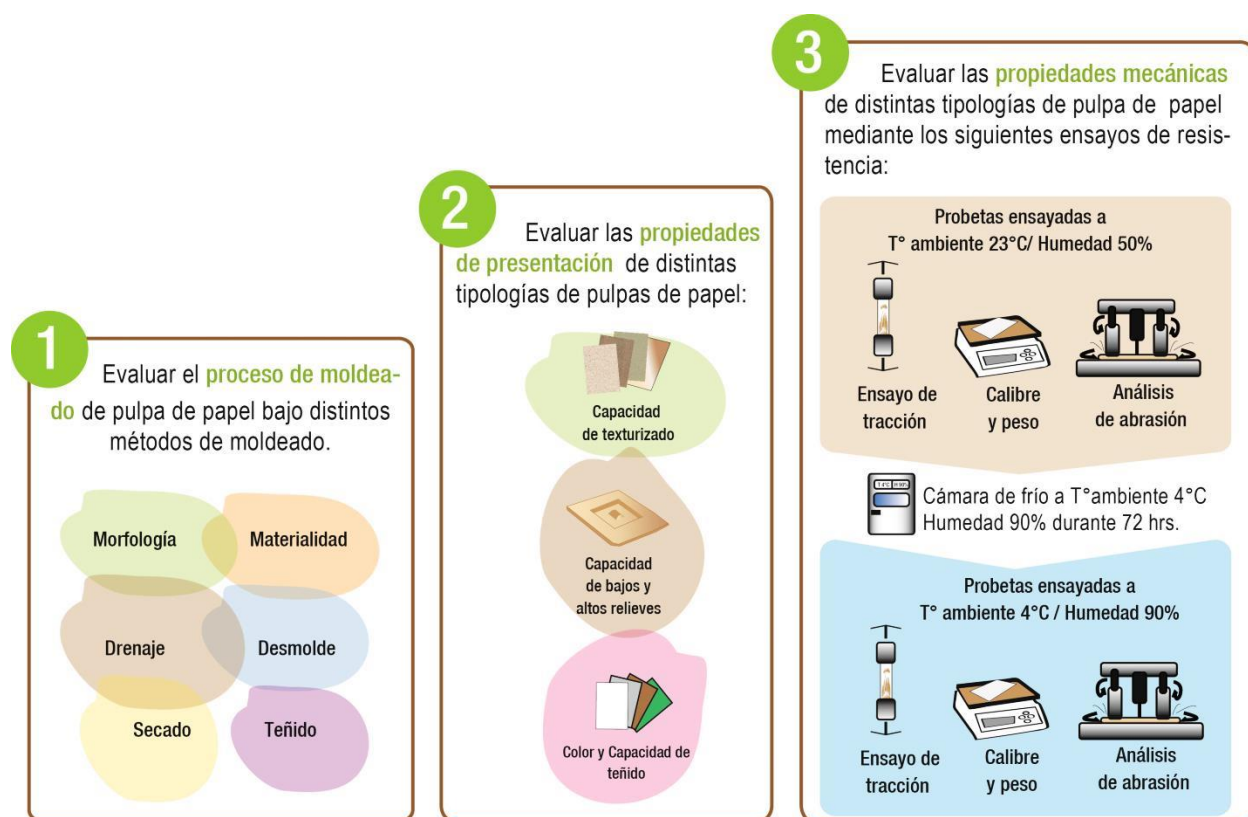 1
Evaluar el proceso de moldea-
do de pulpa de papel bajo distintos
métodos de moldeado.
Morfología
Materialidad
Drenaje
Desmolde
Secado
Teñido
2
Evaluar las propiedades
de presentación de distintas
tipologías de pulpas de papel:
Capacidad
de texturizado
Capacidad
de bajos y
altos relieves
Color y Capacidad de
teñido
3
Evaluar las propiedades mecánicas
de distintas tipologías de pulpa de papel
mediante los siguientes ensayos de resis-
tencia:
Probetas ensayadas a
T° ambiente 23°C/ Humedad 50%
Ensayo de
tracción
Calibre
y peso
Análisis
de abrasión
Cámara de frío a T°ambiente 4°C
Humedad 90% durante 72 hrs.
Probetas ensayadas a
T° ambiente 4°C / Humedad 90%
Ensayo de
tracción
Calibre
y peso
Análisis
de abrasión